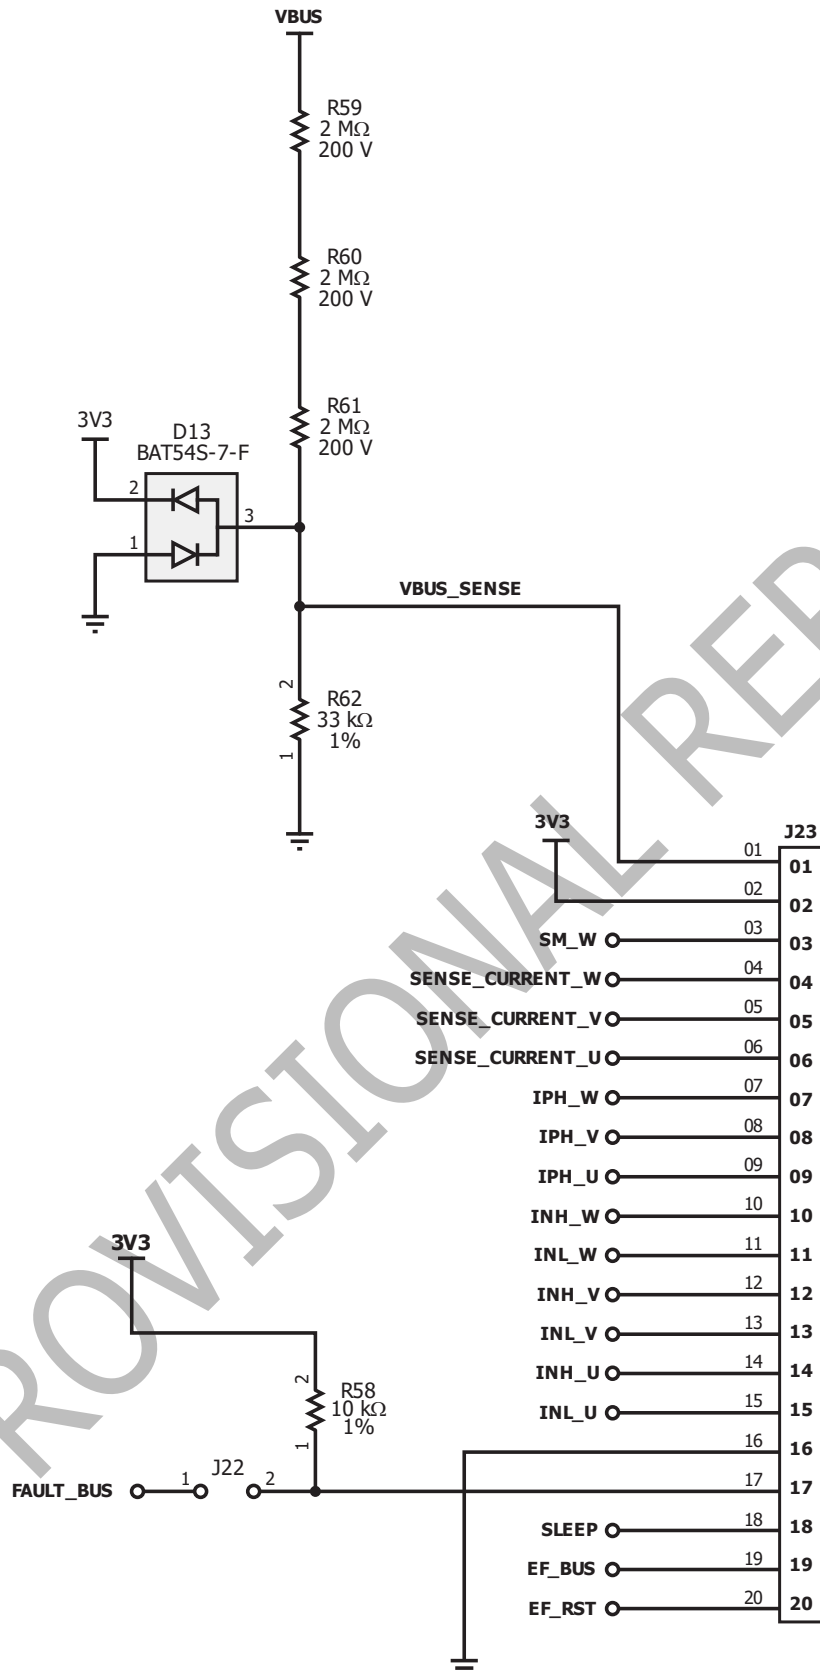 VBUS
R59
2 MΩ
200 V
R60
2 MΩ
200 V
R61
2 MΩ
200 V
3V3
D13
BAT54S-7-F
2
3
1
VBUS_SENSE
2
R62
33 kΩ
1%
1
3V3
J23
01 01
02 02
SM_W 03 03
SENSE_CURRENT_W 04 04
SENSE_CURRENT_V 05 05
SENSE_CURRENT_U 06 06
IPH_W 07 07
IPH_V 08 08
IPH_U 09 09
INH_W 10 10
INL_W 11 11
INH_V 12 12
INL_V 13 13
INH_U 14 14
INL_U 15 15
16 16
3V3
2
R58
10 kΩ
1%
1
FAULT_BUS 1 J22 2 17 17
SLEEP 18 18
EF_BUS 19 19
EF_RST 20 20